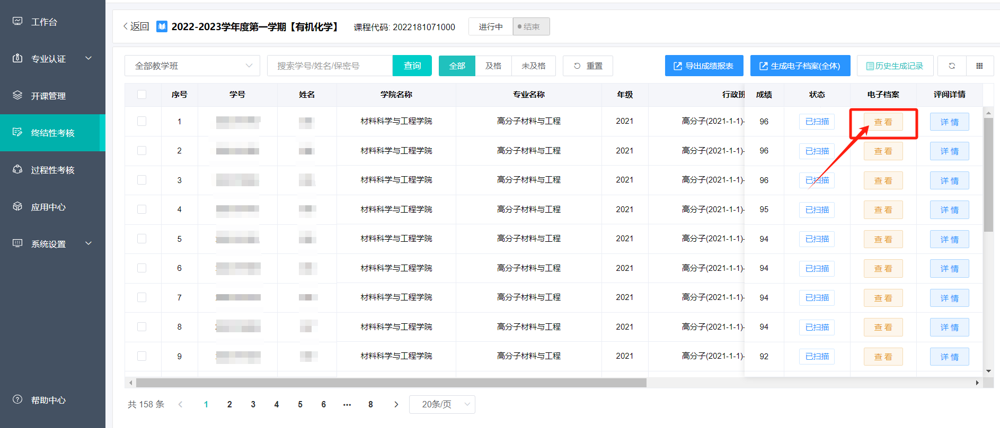 工作台
专业认证
开课管理
终结性考核
过程性考核
应用中心
系统设置
帮助中心
返回 2022-2023学年度第一学期【有机化学】 课程代码: 2022181071000 进行中 结束
全部教学班 搜索学号/姓名/保密号 查询 全部 及格 未及格 重置 导出成绩报表 生成电子档案(全体) 历史生成记录
序号 学号 姓名 学院名称 专业名称 年级 行政班 成绩 状态 电子档案 评阅详情
1 材料科学与工程学院 高分子材料与工程 2021 高分子(2021-1-1)- 96 已扫描 查看 详情
2 材料科学与工程学院 高分子材料与工程 2021 高分子(2021-1-1)- 96 已扫描 查看 详情
3 材料科学与工程学院 高分子材料与工程 2021 高分子(2021-1-1)- 96 已扫描 查看 详情
4 材料科学与工程学院 高分子材料与工程 2021 高分子(2021-1-1)- 95 已扫描 查看 详情
5 材料科学与工程学院 高分子材料与工程 2021 高分子(2021-1-1)- 94 已扫描 查看 详情
6 材料科学与工程学院 高分子材料与工程 2021 高分子(2021-1-1)- 94 已扫描 查看 详情
7 材料科学与工程学院 高分子材料与工程 2021 高分子(2021-1-1)- 94 已扫描 查看 详情
8 材料科学与工程学院 高分子材料与工程 2021 高分子(2021-1-1)- 94 已扫描 查看 详情
9 材料科学与工程学院 高分子材料与工程 2021 高分子(2021-1-1)- 92 已扫描 查看 详情
共 158 条 1 2 3 4 5 6 ··· 8 20条/页